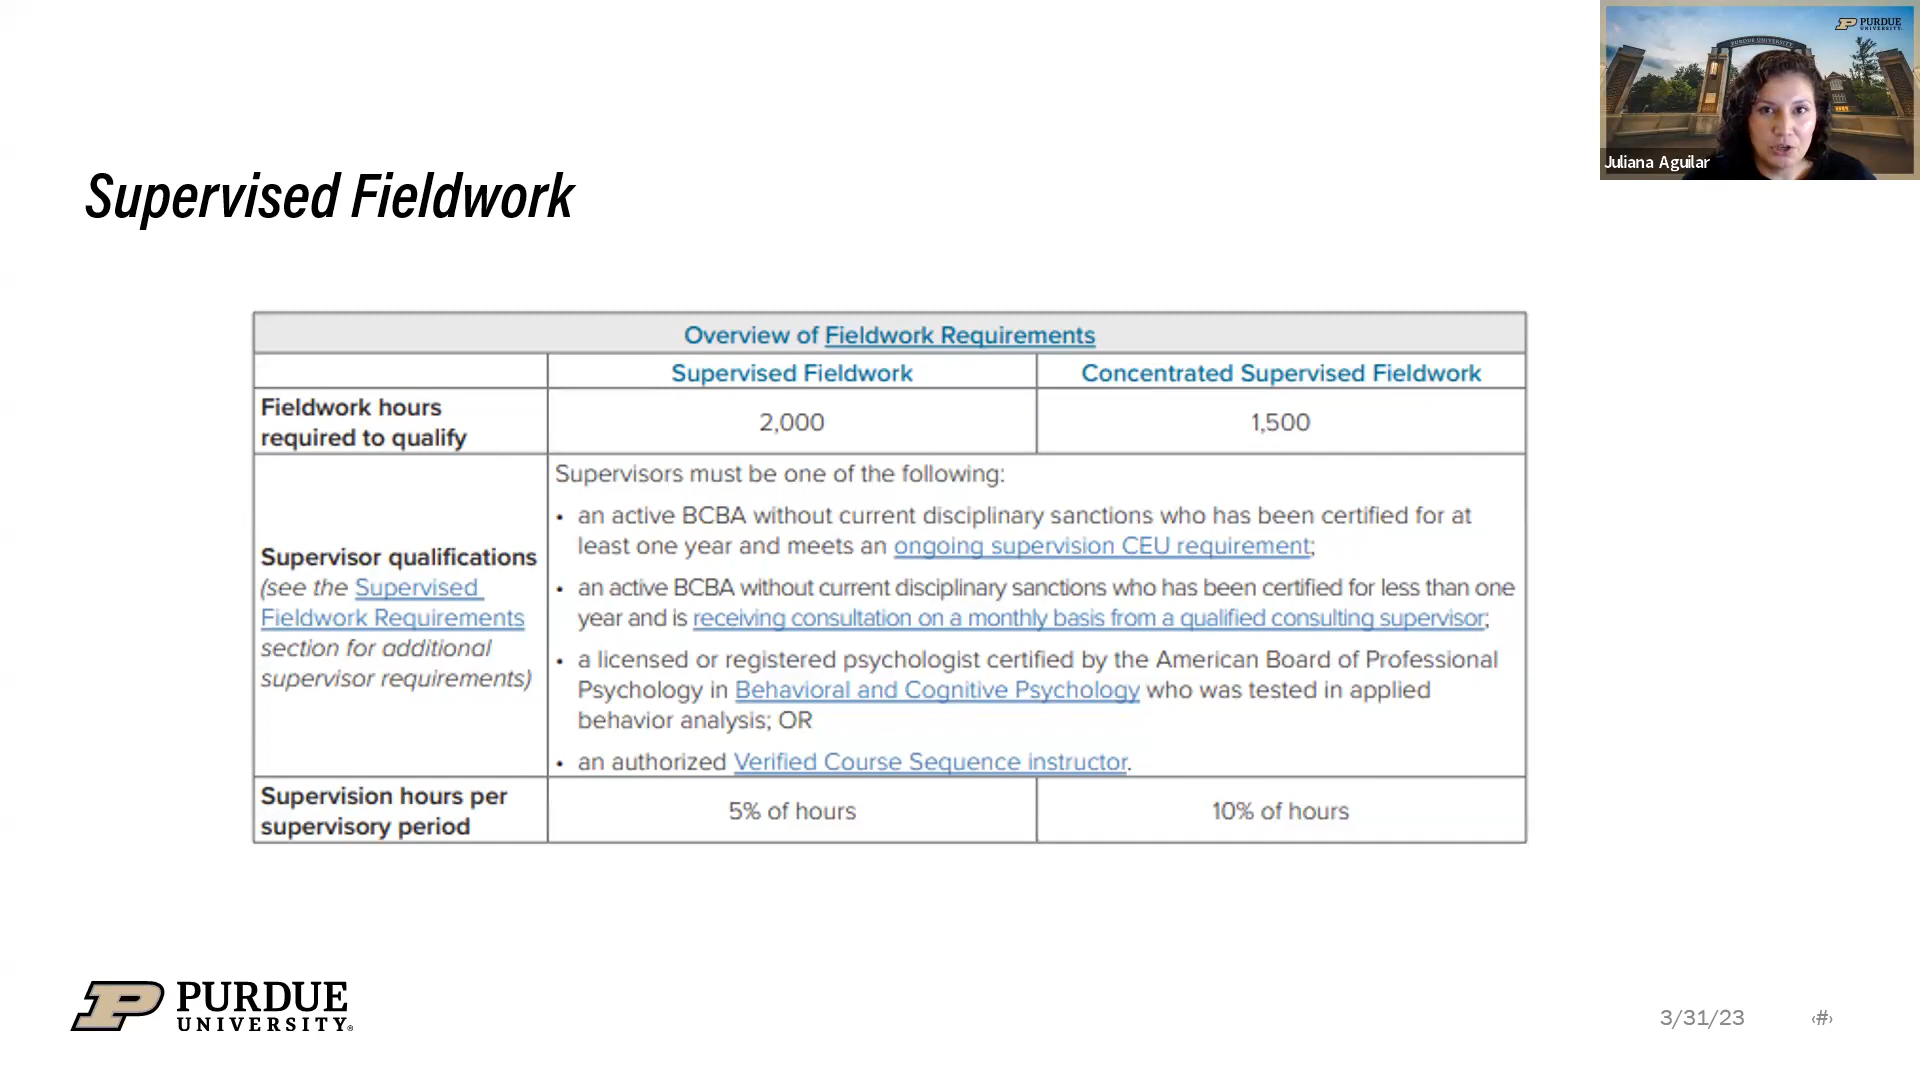 PURDUE
UNIVERSITY
PURDUE UNIVERSITY
Juliana Aguilar
Supervised Fieldwork
Overview of Fieldwork Requirements
Supervised Fieldwork
Concentrated Supervised Fieldwork
Fieldwork hours
required to qualify
2,000
1,500
Supervisor qualifications
(see the Supervised
Fieldwork Requirements
section for additional
supervisor requirements)
Supervisors must be one of the following:
• an active BCBA without current disciplinary sanctions who has been certified for at
least one year and meets an ongoing supervision CEU requirement;
• an active BCBA without current disciplinary sanctions who has been certified for less than one
year and is receiving consultation on a monthly basis from a qualified consulting supervisor;
• a licensed or registered psychologist certified by the American Board of Professional
Psychology in Behavioral and Cognitive Psychology who was tested in applied
behavior analysis; OR
• an authorized Verified Course Sequence instructor.
Supervision hours per
supervisory period
5% of hours
10% of hours
PURDUE
UNIVERSITY®
3/31/23
‹#›